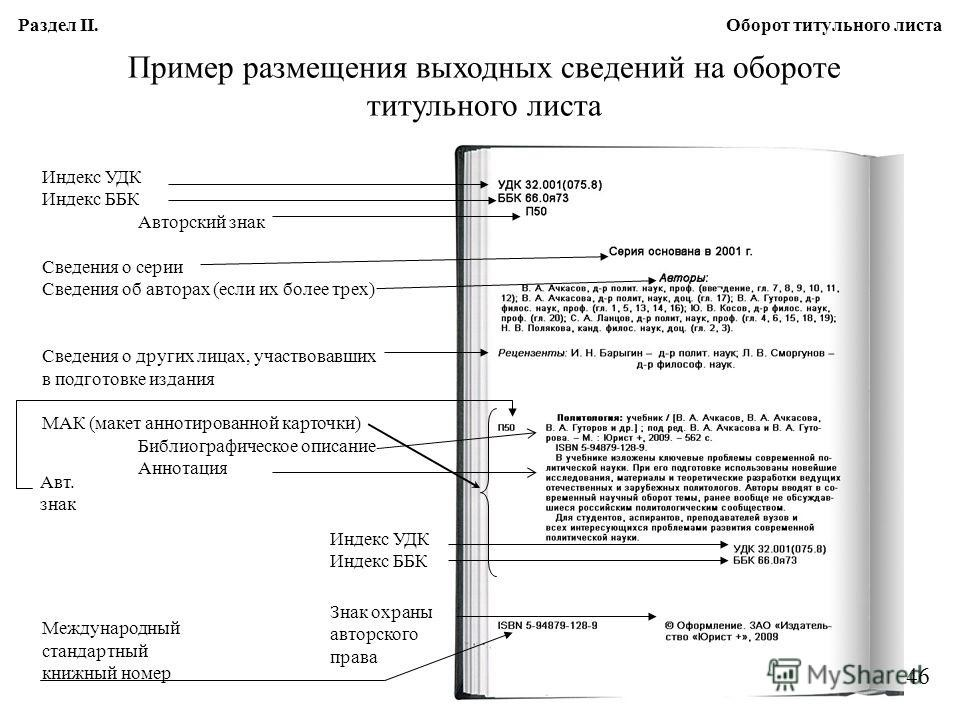 Раздел II.
Оборот титульного листа
Пример размещения выходных сведений на обороте
титульного листа
Индекс УДК
Индекс ББК
Авторский знак
Сведения о серии
Сведения об авторах (если их более трех)
Сведения о других лицах, участвовавших
в подготовке издания
МАК (макет аннотированной карточки)
Библиографическое описание
Аннотация
Авт.
знак
Индекс УДК
Индекс ББК
Знак охраны
авторского
права
Международный
стандартный
книжный номер
УДК 32.001(075.8)
ББК 66.0я73
П50
Серия основана в 2001 г.
Авторы:
В. А. Ачкасов, д-р полит. наук, проф. (введение, гл. 7, 8, 9, 10, 11,
12); В. А. Ачкасова, д-р полит, наук, доц. (гл. 17); В. А. Гуторов, д-р
филос. наук, проф. (гл. 1, 5, 13, 14, 16); Ю. В. Косов, д-р филос. наук,
проф. (гл. 20); С. А. Ланцов, д-р полит, наук, проф. (гл. 4, 6, 15, 18, 19);
Н. В. Полякова, канд. филос. наук, доц. (гл. 2, 3).
Рецензенты: И. Н. Барыгин – д-р полит. наук; Л. В. Сморгунов –
д-р философ. наук.
П50
Политология: учебник / [В. А. Ачкасов, В. А. Ачкасова,
В. А. Гуторов и др.] ; под ред. В. А. Ачкасова и В. А. Гуто-
рова. – М. : Юрист +, 2009. – 562 с.
ISBN 5-94879-128-9.
В учебнике изложены ключевые проблемы современной по-
литической науки. При его подготовке использованы новейшие
исследования, материалы и теоретические разработки ведущих
отечественных и зарубежных политологов. Авторы вводят в со-
временный научный оборот темы, ранее вообще не обсуждав-
шиеся российским политологическим сообществом.
Для студентов, аспирантов, преподавателей вузов и
всех интересующихся проблемами развития современной
политической науки.
УДК 32.001(075.8)
ББК 66.0я73
ISBN 5-94879-128-9
© Оформление. ЗАО «Издатель-
ство «Юрист +», 2009
MyShared
46